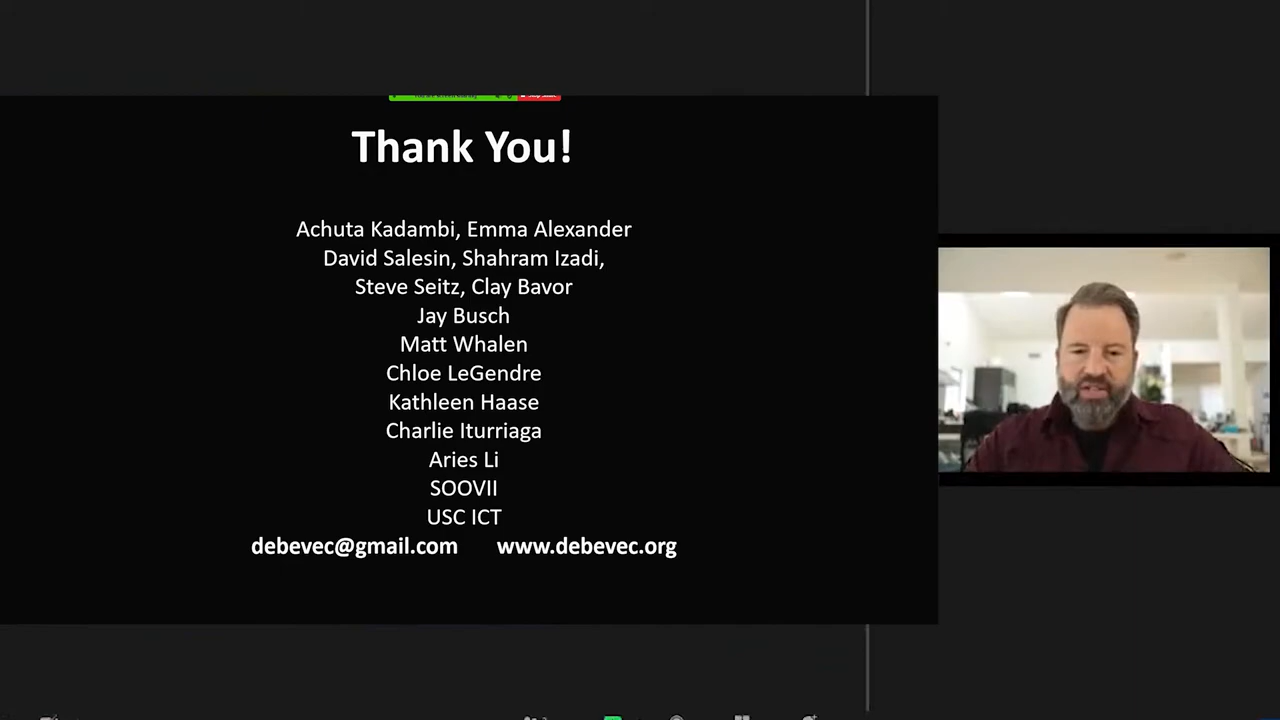 Thank You!
Achuta Kadambi, Emma Alexander
David Salesin, Shahram Izadi,
Steve Seitz, Clay Bavor
Jay Busch
Matt Whalen
Chloe LeGendre
Kathleen Haase
Charlie Iturriaga
Aries Li
SOOVII
USC ICT
debevec@gmail.com www.debevec.org